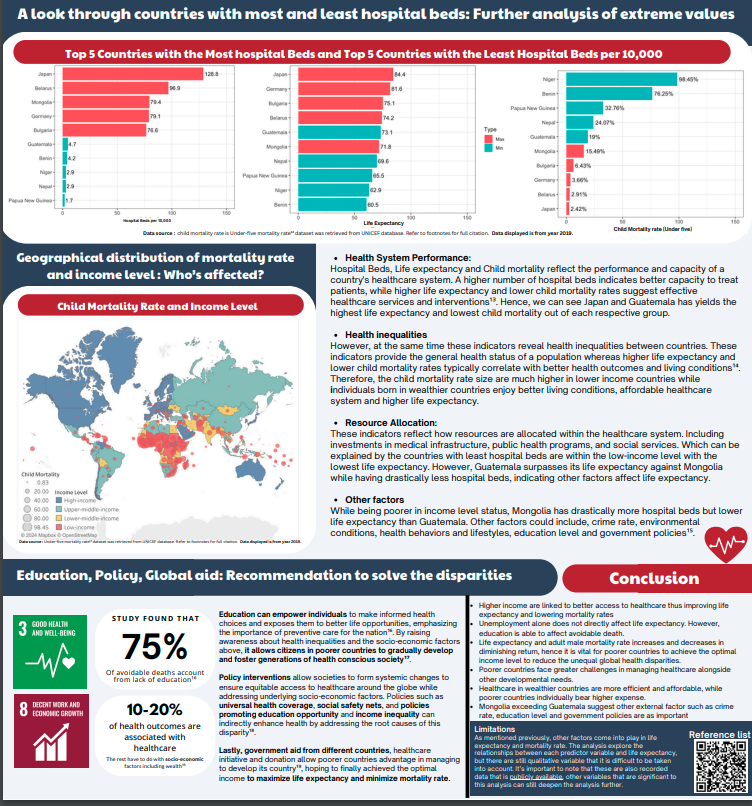 A look through countries with most and least hospital beds: Further analysis of extreme values
Top 5 Countries with the Most hospital Beds and Top 5 Countries with the Least Hospital Beds per 10,000
Japan 128.8
Belarus 96.9
Mongolia 79.4
Germany 79.1
Bulgaria 76.6
Guatemala 4.7
Benin 4.2
Niger 2.9
Nepal 2.9
Papua New Guinea 1.7
0 50 100 150
Hospital Beds per 10,000
Japan 84.4
Germany 81.6
Bulgaria 75.1
Belarus 74.2
Guatemala 73.1
Mongolia 71.8
Nepal 69.6
Papua New Guinea 65.5
Niger 62.9
Benin 60.5
0 50 100 150
Life Expectancy
Type
Max
Min
Niger 98.45%
Benin 76.25%
Papua New Guinea 32.76%
Nepal 24.07%
Guatemala 19%
Mongolia 15.49%
Bulgaria 6.43%
Germany 3.66%
Belarus 2.91%
Japan 2.42%
0 50 100 150
Child Mortality rate (Under five)
Data source : child mortality rate is Under-five mortality rate dataset was retrieved from UNICEF database. Refer to footnotes for full citation. Data displayed is from year 2019.
Geographical distribution of mortality rate
and income level : Who's affected?
Child Mortality Rate and Income Level
Child Mortality
0.83
20.00
40.00
60.00
80.00
98.45
Income Level
High-income
Upper-middle-income
Lower-middle-income
Low-income
© 2024 Mapbox © OpenStreetMap
Data source: Under-five mortality rate dataset was retrieved from UNICEF database. Refer to footnotes for full citation. Data displayed is from year 2019.
• Health System Performance:
Hospital Beds, Life expectancy and Child mortality reflect the performance and capacity of a
country's healthcare system. A higher number of hospital beds indicates better capacity to treat
patients, while higher life expectancy and lower child mortality rates suggest effective
healthcare services and interventions¹³. Hence, we can see Japan and Guatemala has yields the
highest life expectancy and lowest child mortality out of each respective group.
• Health inequalities
However, at the same time these indicators reveal health inequalities between countries. These
indicators provide the general health status of a population whereas higher life expectancy and
lower child mortality rates typically correlate with better health outcomes and living conditions¹⁴.
Therefore, the child mortality rate size are much higher in lower income countries while
individuals born in wealthier countries enjoy better living conditions, affordable healthcare
system and higher life expectancy.
• Resource Allocation:
These indicators reflect how resources are allocated within the healthcare system. Including
investments in medical infrastructure, public health programs, and social services. Which can be
explained by the countries with least hospital beds are within the low-income level with the
lowest life expectancy. However, Guatemala surpasses its life expectancy against Mongolia
while having drastically less hospital beds, indicating other factors affect life expectancy.
• Other factors
While being poorer in income level status, Mongolia has drastically more hospital beds but lower
life expectancy than Guatemala. Other factors could include, crime rate, environmental
conditions, health behaviors and lifestyles, education level and government policies¹⁵.
Education, Policy, Global aid: Recommendation to solve the disparities
3 GOOD HEALTH
AND WELL-BEING
8 DECENT WORK AND
ECONOMIC GROWTH
STUDY FOUND THAT
75%
Of avoidable deaths account
from lack of education¹⁶
10-20%
of health outcomes are
associated with
healthcare
The rest have to do with socio-economic
factors including wealth¹⁶
Education can empower individuals to make informed health
choices and exposes them to better life opportunities, emphasizing
the importance of preventive care for the nation¹⁶. By raising
awareness about health inequalities and the socio-economic factors
above, it allows citizens in poorer countries to gradually develop
and foster generations of health conscious society¹⁷.
Policy interventions allow societies to form systemic changes to
ensure equitable access to healthcare around the globe while
addressing underlying socio-economic factors. Policies such as
universal health coverage, social safety nets, and policies
promoting education opportunity and income inequality can
indirectly enhance health by addressing the root causes of this
disparity¹⁸.
Lastly, government aid from different countries, healthcare
initiative and donation allow poorer countries advantage in managing
to develop its country¹⁹, hoping to finally achieved the optimal
income to maximize life expectancy and minimize mortality rate.
Conclusion
• Higher income are linked to better access to healthcare thus improving life
expectancy and lowering mortality rates
• Unemployment alone does not directly affect life expectancy. However,
education is able to affect avoidable death.
• Life expectancy and adult male mortality rate increases and decreases in
diminishing return, hence it is vital for poorer countries to achieve the optimal
income level to reduce the unequal global health disparities.
• Poorer countries face greater challenges in managing healthcare alongside
other developmental needs.
• Healthcare in wealthier countries are more efficient and affordable, while
poorer countries individual bear higher expense.
• Mongolia exceeding Guatemala suggest other external factor such as crime
rate, education level and government policies are as important
Limitations
As mentioned previously, other factors come into play in life
expectancy and mortality rate. The analysis explore the
relationships between each predictor variable and life expectancy,
but there are still qualitative variable that it is difficult to be taken
into account. It's important to note that these are also recorded
data that is publicly available, other variables that are significant to
this analysis can still deepen the analysis further.
Reference list